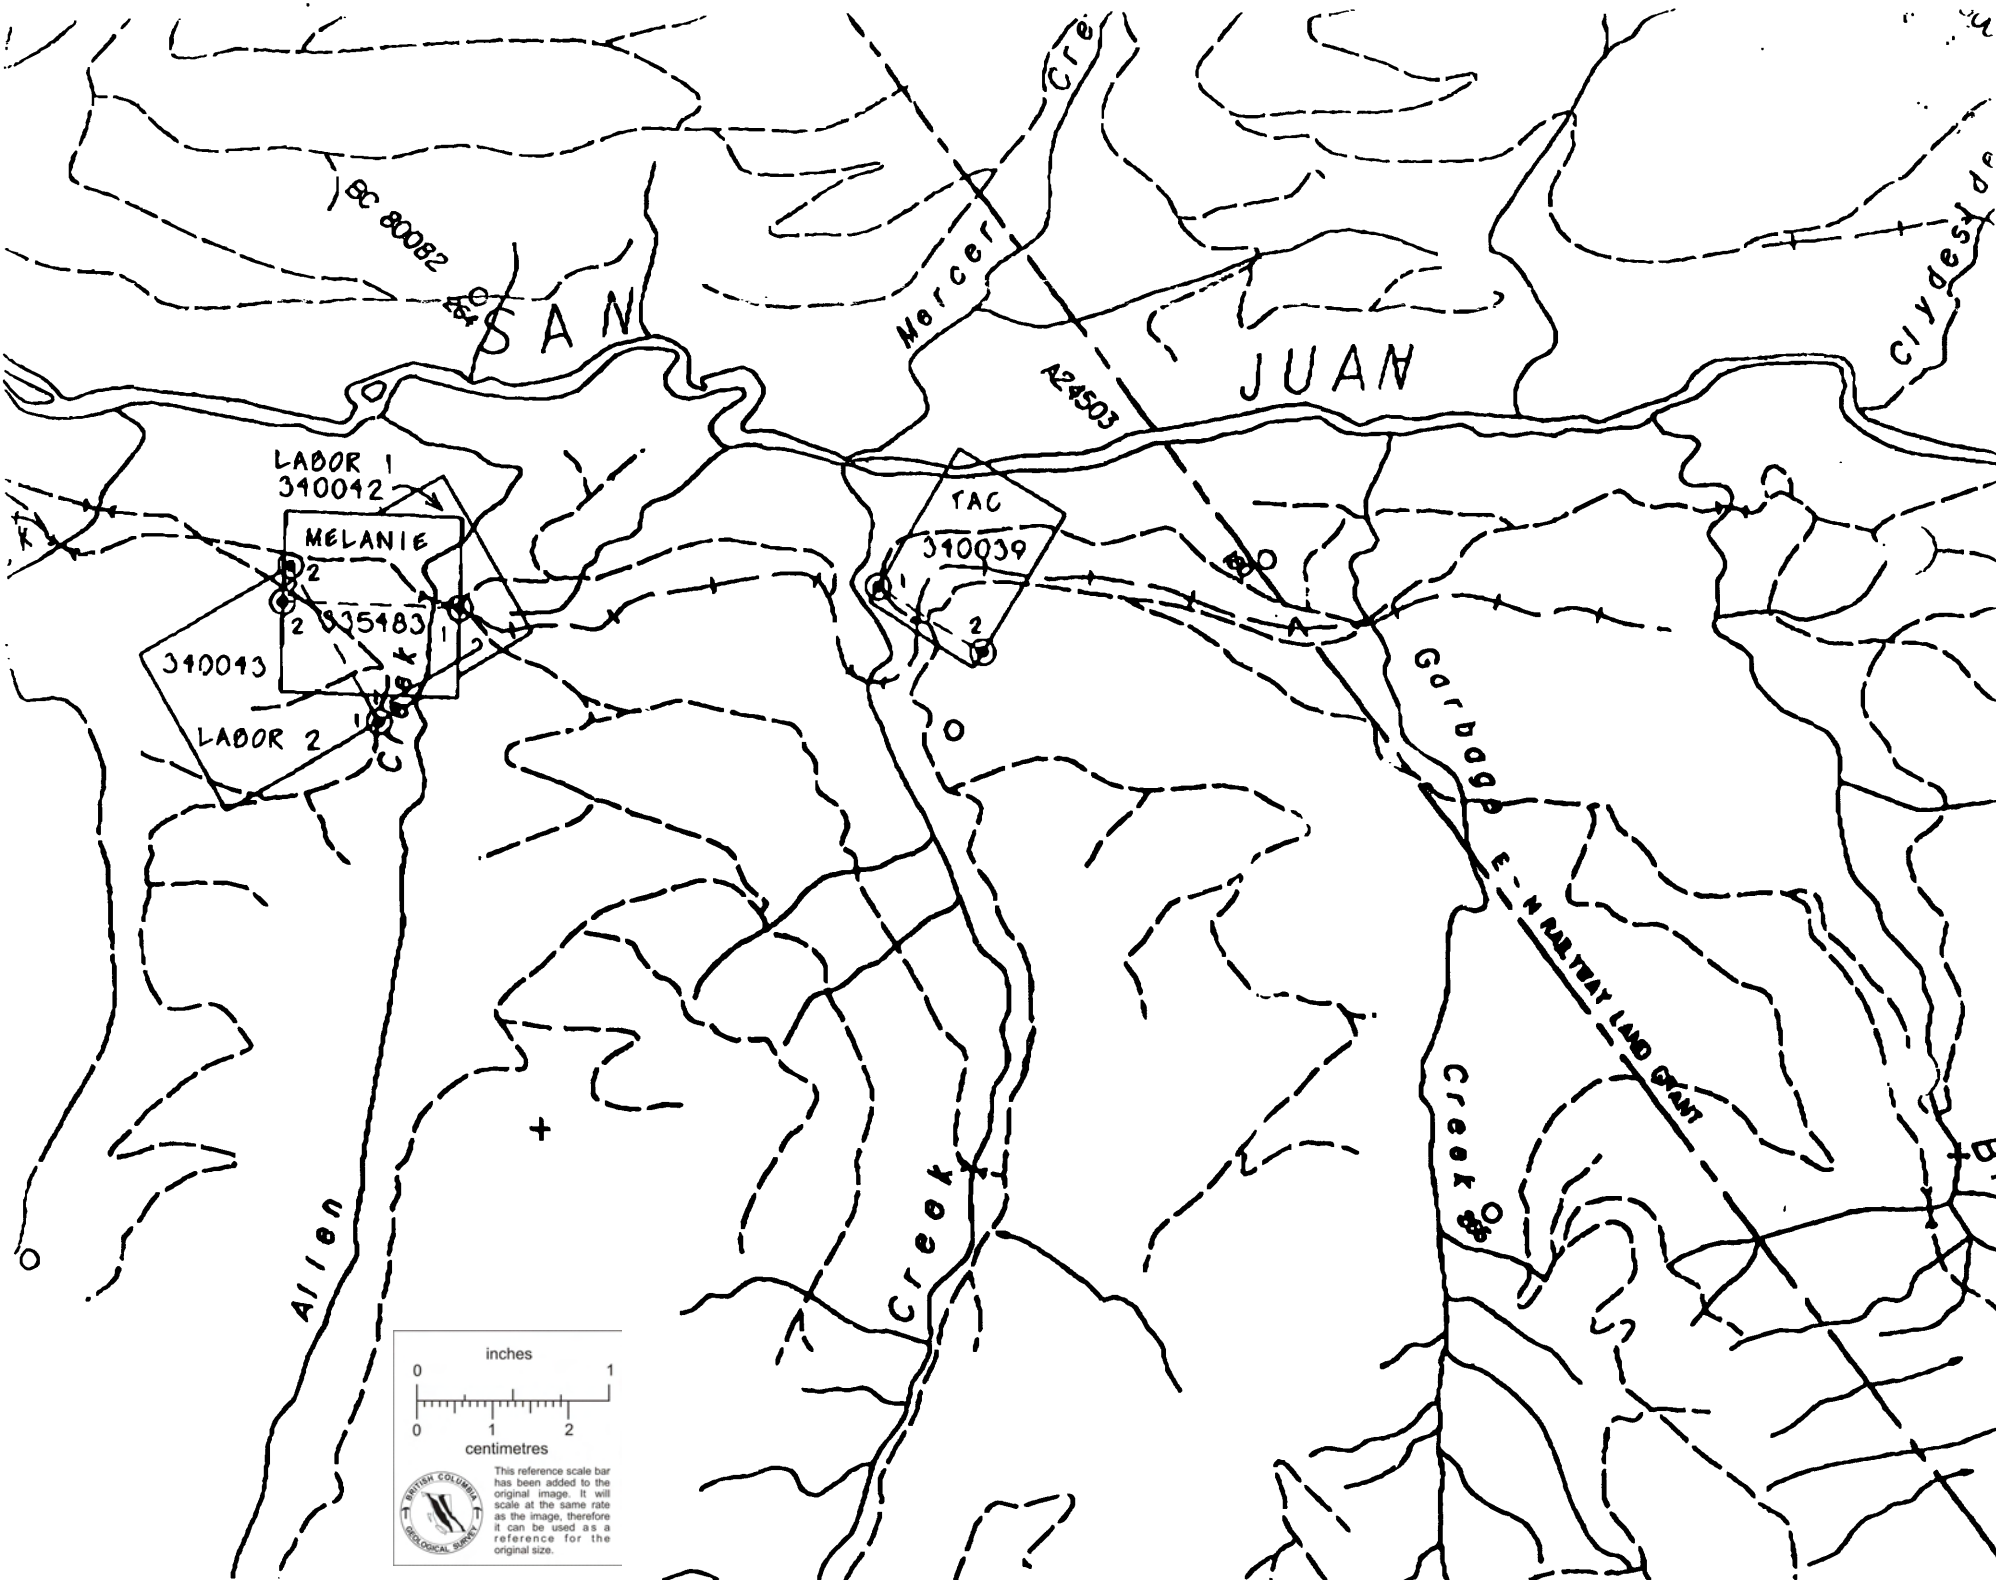 Cre
BC 80082
264
SAN
Mercer
Clydesid
A24503
JUAN
LABOR 1
340042
TAC
MELANIE
340039
K
2
1
2
335483
1
2
340043
Creek
1
2
LABOR 2
Garbage
E - N RAILWAY LAND GRANT
Creek
Creek
Allen
B
inches
0 1
0 1 2
centimetres
This reference scale bar
has been added to the
original image. It will
scale at the same rate
as the image, therefore
it can be used as a
reference for the
original size.
BRITISH COLUMBIA
GEOLOGICAL SURVEY